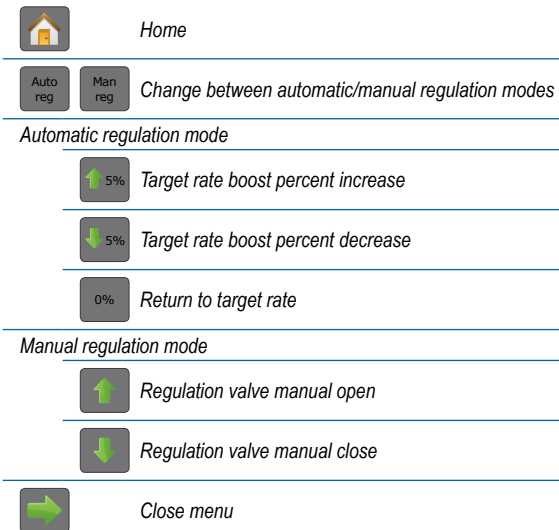 Home
Auto reg Man reg Change between automatic/manual regulation modes
Automatic regulation mode
5% Target rate boost percent increase
5% Target rate boost percent decrease
0% Return to target rate
Manual regulation mode
Regulation valve manual open
Regulation valve manual close
Close menu